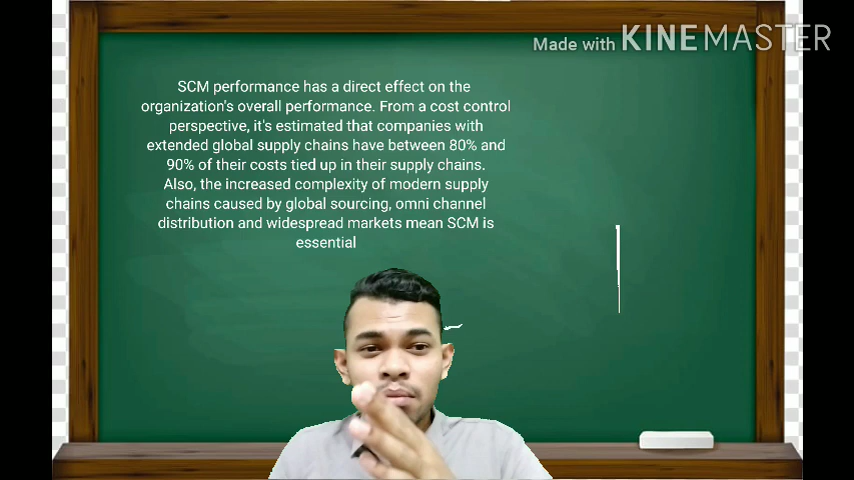 Made with KINEMASTER
SCM performance has a direct effect on the
organization's overall performance. From a cost control
perspective, it's estimated that companies with
extended global supply chains have between 80% and
90% of their costs tied up in their supply chains.
Also, the increased complexity of modern supply
chains caused by global sourcing, omni channel
distribution and widespread markets mean SCM is
essential